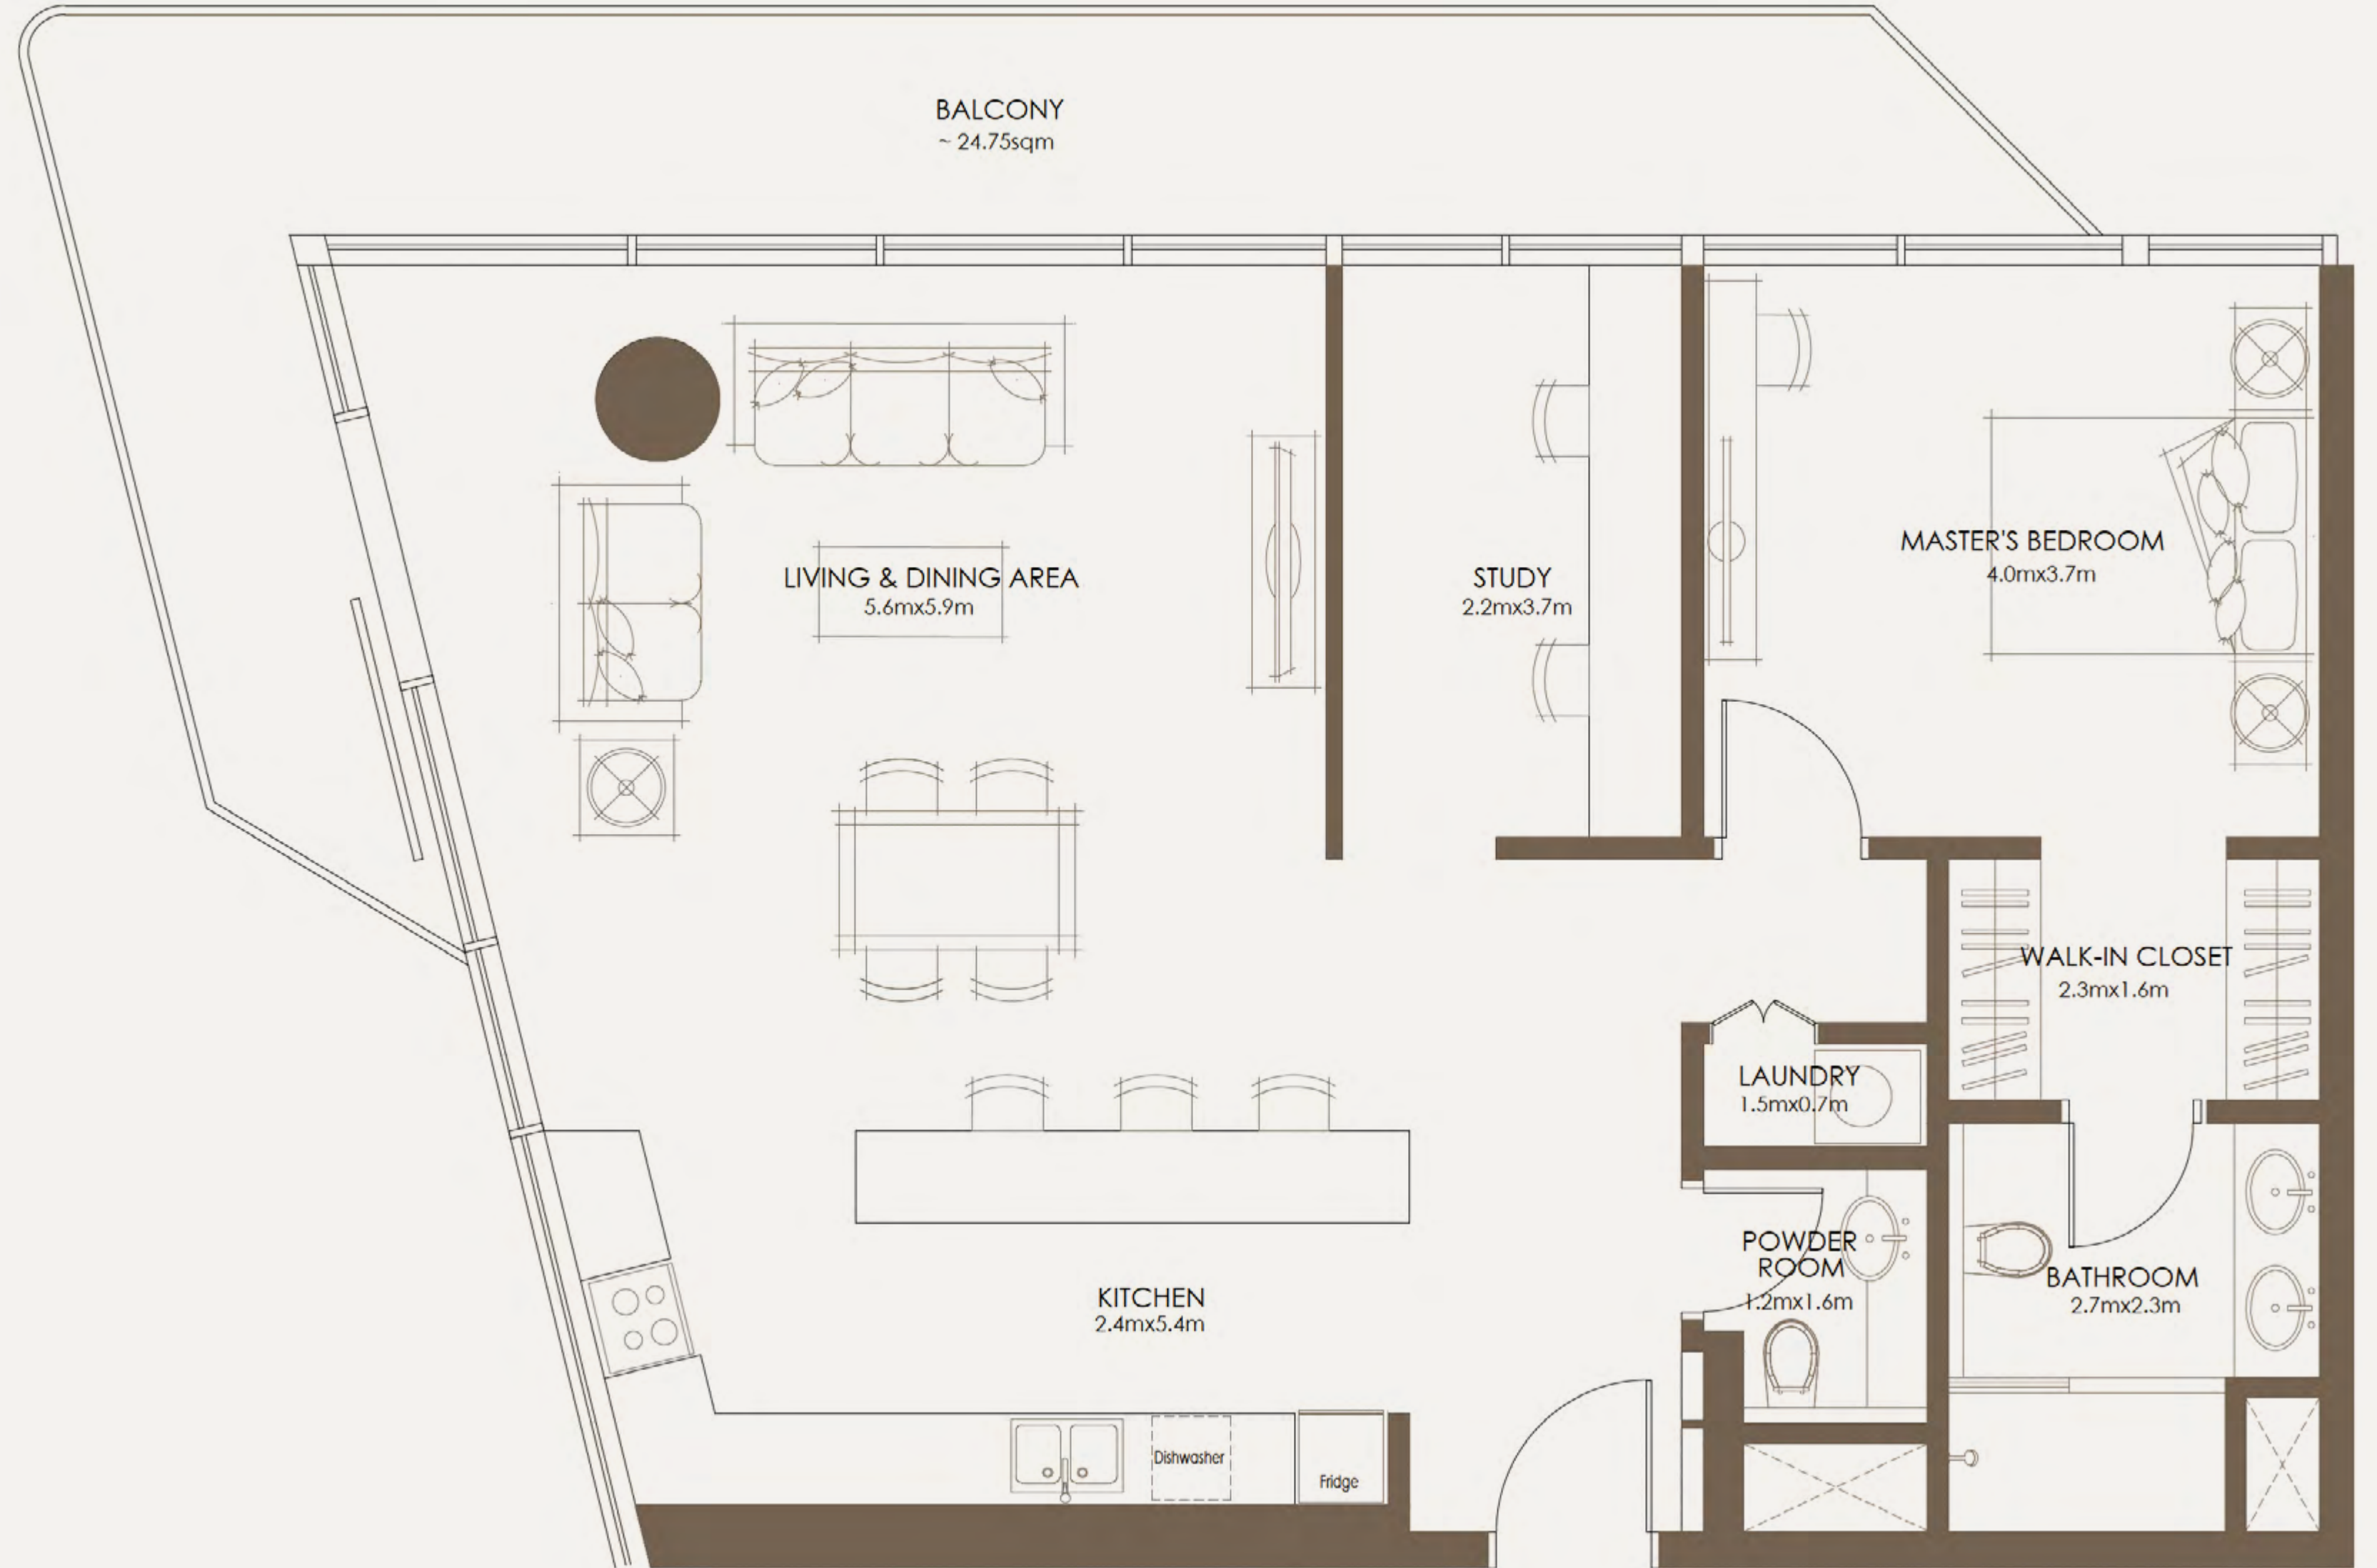 BALCONY
~ 24.75sqm
LIVING & DINING AREA
5.6mx5.9m
STUDY
2.2mx3.7m
MASTER'S BEDROOM
4.0mx3.7m
WALK-IN CLOSET
2.3mx1.6m
LAUNDRY
1.5mx0.7m
POWDER
ROOM
1.2mx1.6m
BATHROOM
2.7mx2.3m
KITCHEN
2.4mx5.4m
Dishwasher
Fridge